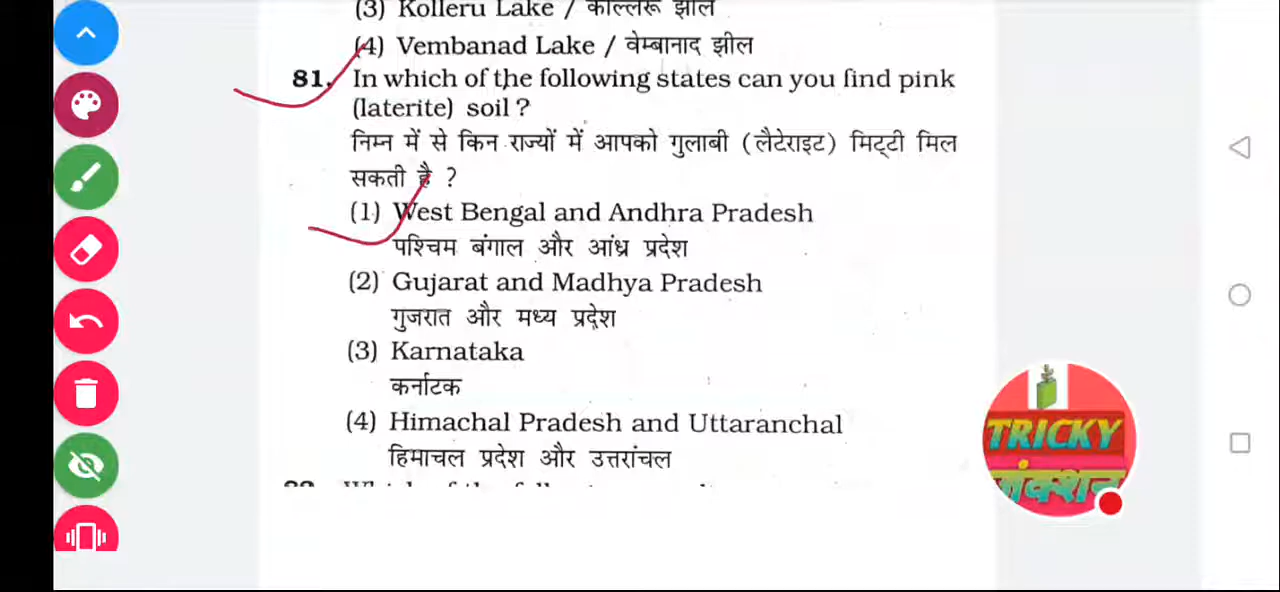 (3) Kolleru Lake / कोल्लेरू झील
(4) Vembanad Lake / वेम्बानाद झील
81. In which of the following states can you find pink
(laterite) soil ?
निम्न में से किन राज्यों में आपको गुलाबी (लैटेराइट) मिट्टी मिल
सकती है ?
(1) West Bengal and Andhra Pradesh
पश्चिम बंगाल और आंध्र प्रदेश
(2) Gujarat and Madhya Pradesh
गुजरात और मध्य प्रदेश
(3) Karnataka
कर्नाटक
(4) Himachal Pradesh and Uttaranchal
हिमाचल प्रदेश और उत्तरांचल
TRICKY